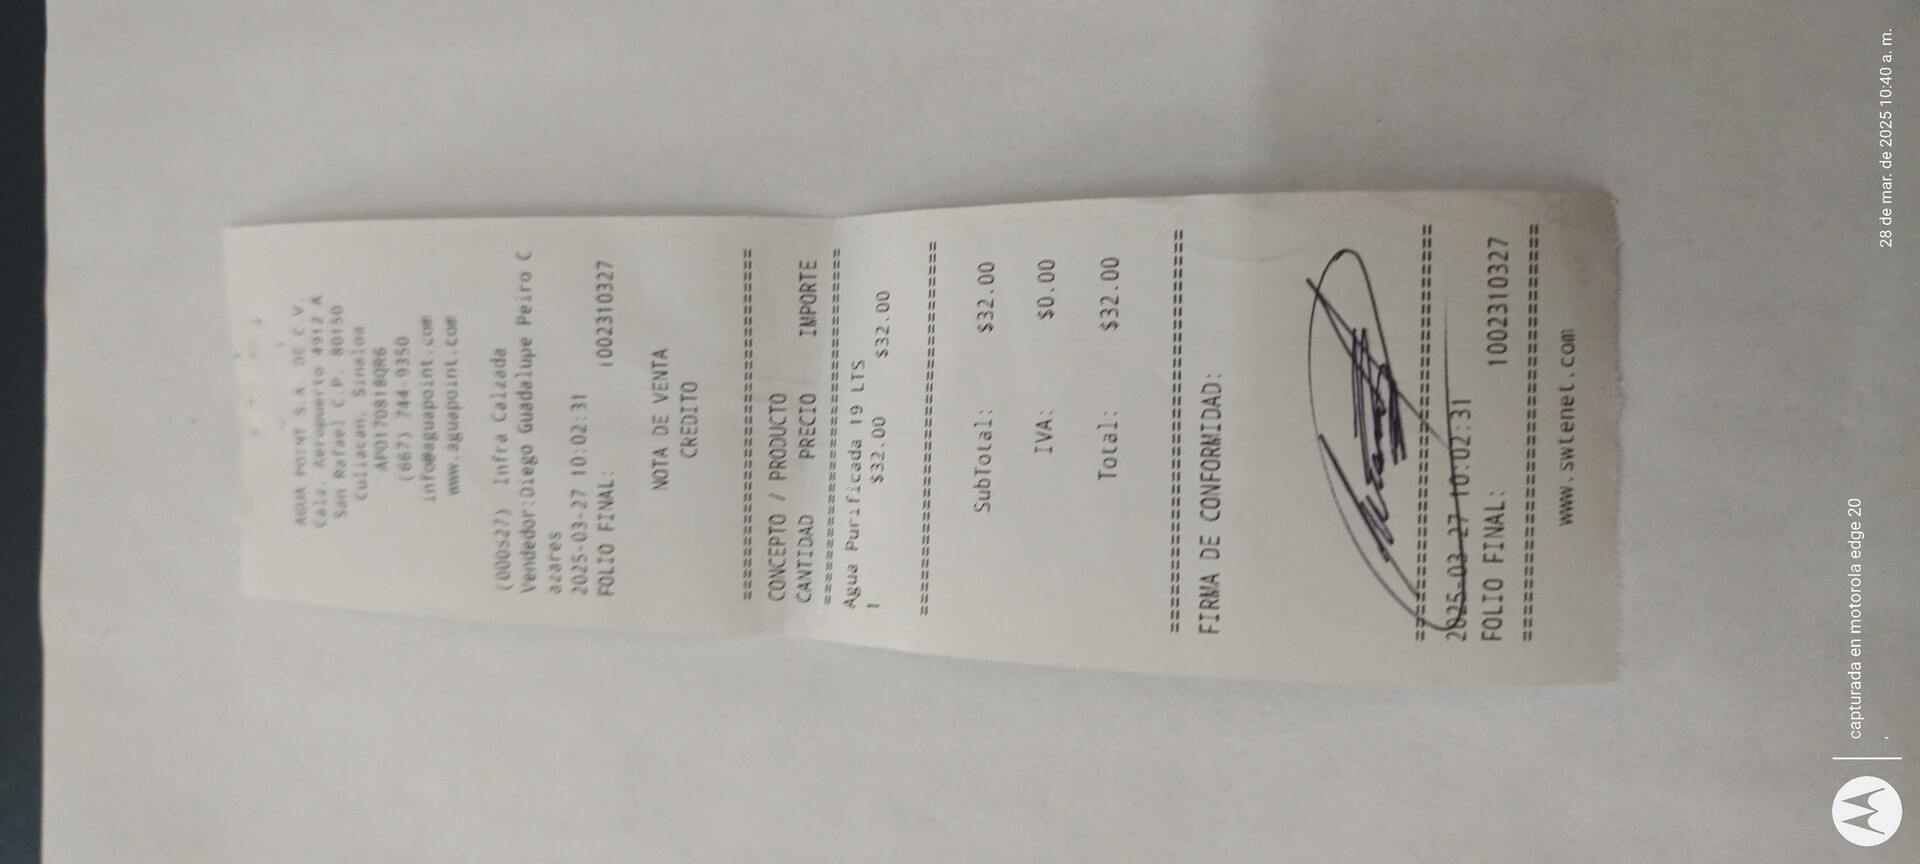 AGUA POINT S.A. DE C.V.
Calz. Aeropuerto 4912 A
San Rafael C.P. 80150
Culiacan, Sinaloa
APO170818QR6
(667) 744-9350
info@aguapoint.com
www.aguapoint.com
(000527) Infra Calzada
Vendedor:Diego Guadalupe Peiro C
azares
2025-03-27 10:02:31
FOLIO FINAL: 1002310327
NOTA DE VENTA
CREDITO
================================
CONCEPTO / PRODUCTO
CANTIDAD PRECIO IMPORTE
================================
Agua Purificada 19 LTS
1 $32.00 $32.00
================================
SubTotal: $32.00
IVA: $0.00
Total: $32.00
================================
FIRMA DE CONFORMIDAD:
================================
2025-03-27 10:02:31
FOLIO FINAL: 1002310327
================================
www.swtenet.com
capturada en motorola edge 20
28 de mar. de 2025 10:40 a. m.